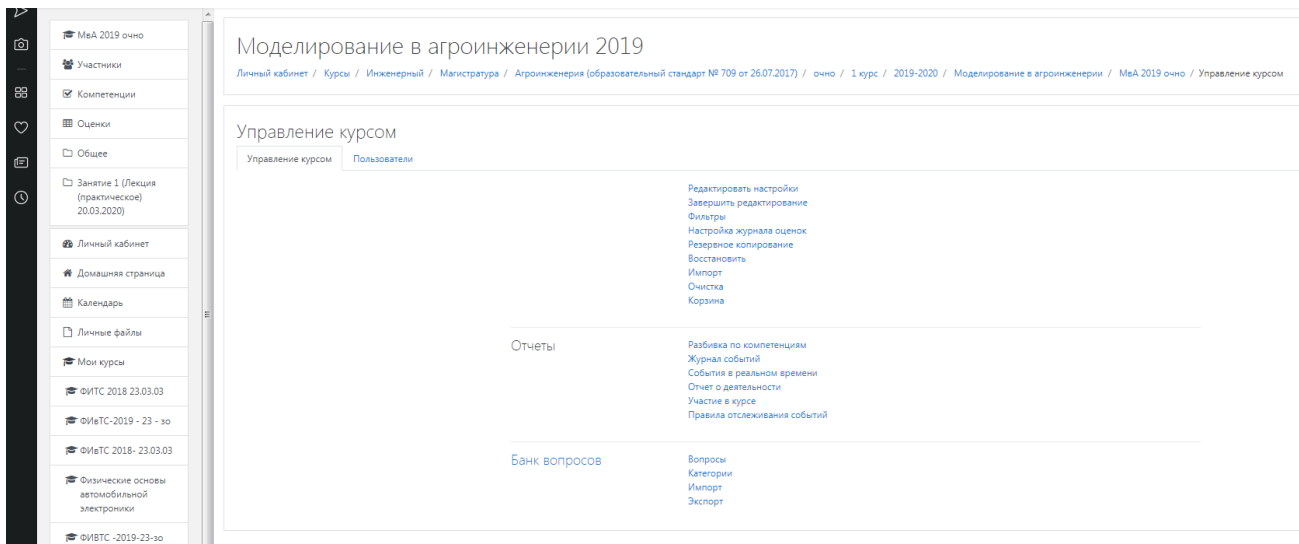 МвА 2019 очно
Участники
Компетенции
Оценки
Общее
Занятие 1 (Лекция
(практическое)
20.03.2020)
Личный кабинет
Домашняя страница
Календарь
Личные файлы
Мои курсы
ФИТС 2018 23.03.03
ФИвТС-2019 - 23 - зо
ФИвТС 2018- 23.03.03
Физические основы
автомобильной
электроники
ФИВТС -2019-23-зо
Моделирование в агроинженерии 2019
Личный кабинет / Курсы / Инженерный / Магистратура / Агроинженерия (образовательный стандарт № 709 от 26.07.2017) / очно / 1 курс / 2019-2020 / Моделирование в агроинженерии / МвА 2019 очно / Управление курсом
Управление курсом
Управление курсом Пользователи
Редактировать настройки
Завершить редактирование
Фильтры
Настройка журнала оценок
Резервное копирование
Восстановить
Импорт
Очистка
Корзина
Отчеты
Разбивка по компетенциям
Журнал событий
События в реальном времени
Отчет о деятельности
Участие в курсе
Правила отслеживания событий
Банк вопросов
Вопросы
Категории
Импорт
Экспорт